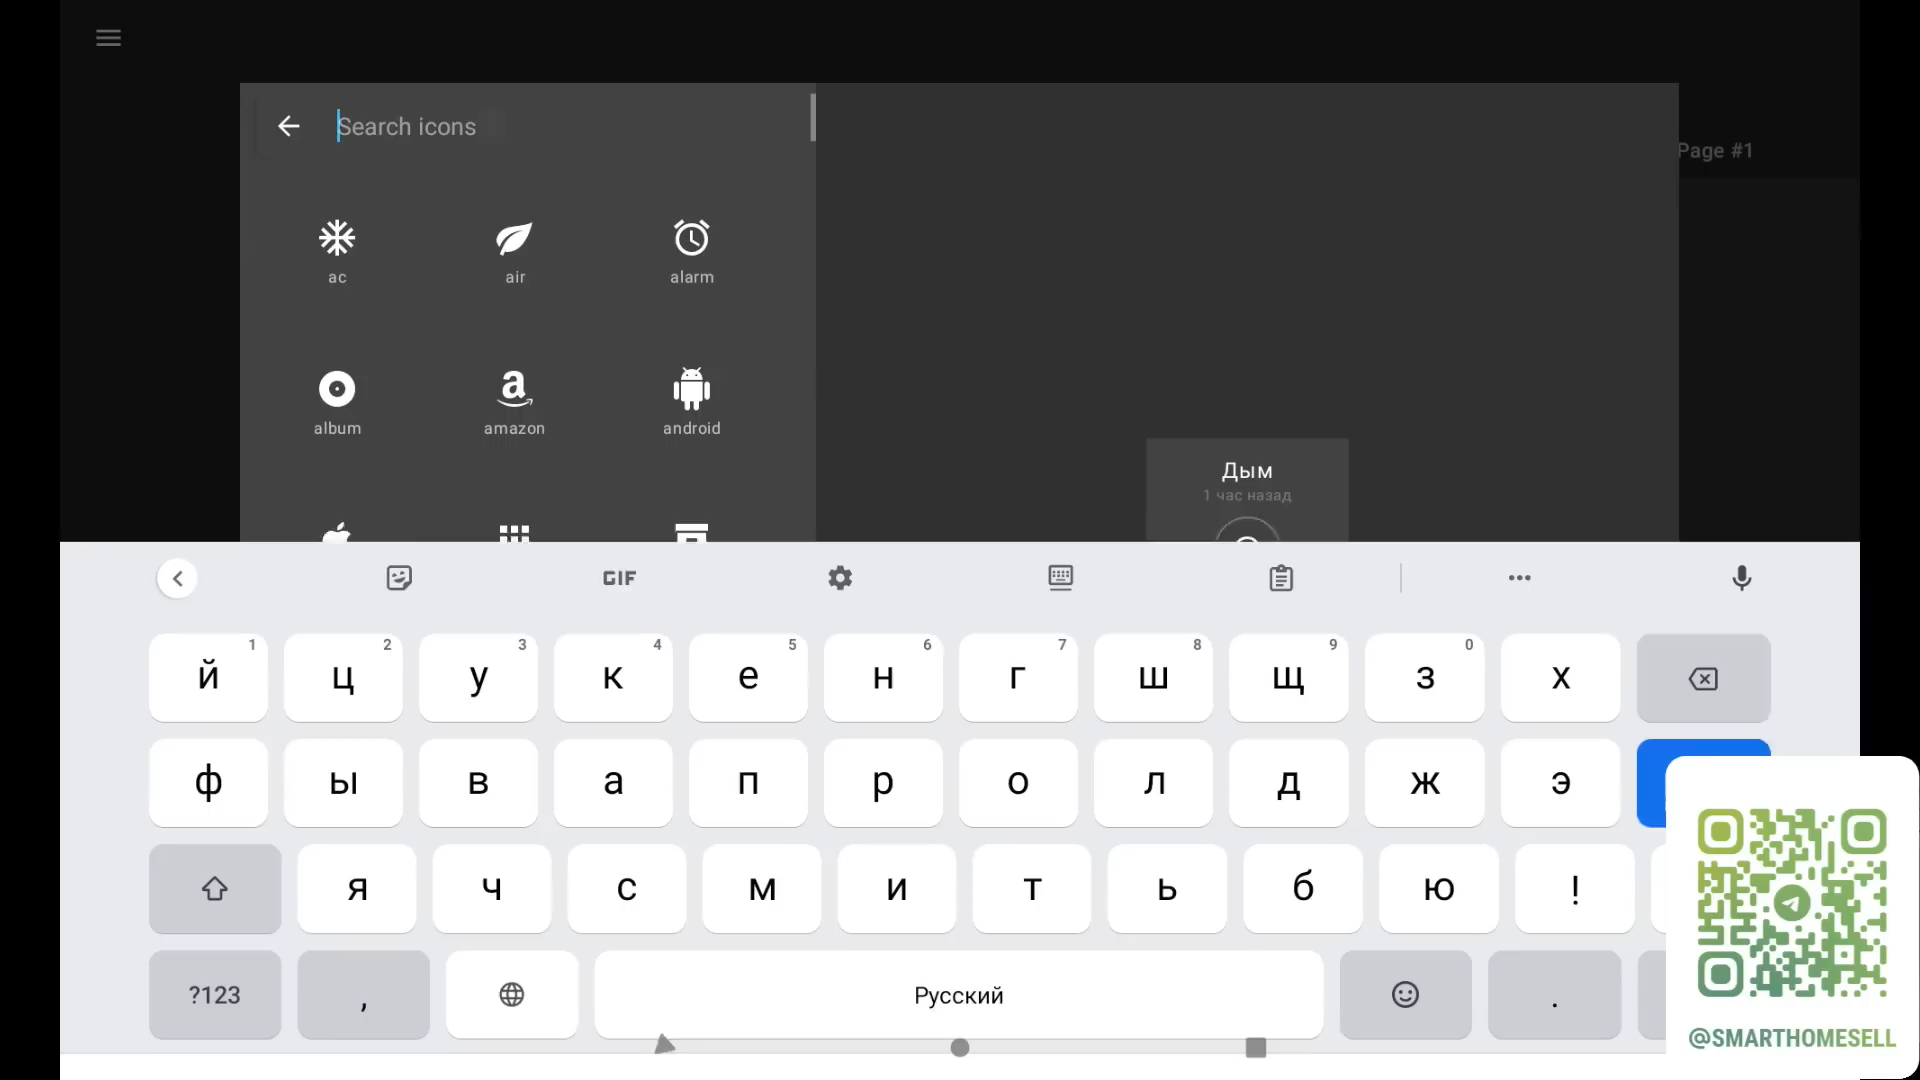 Search icons
Page #1
ac
air
alarm
album
amazon
android
Дым
1 час назад
GIF
й 1 ц 2 у 3 к 4 е 5 н 6 г 7 ш 8 щ 9 з 0 х
ф ы в а п р о л д ж э
я ч с м и т ь б ю !
?123 , Русский .
@SMARTHOMESELL